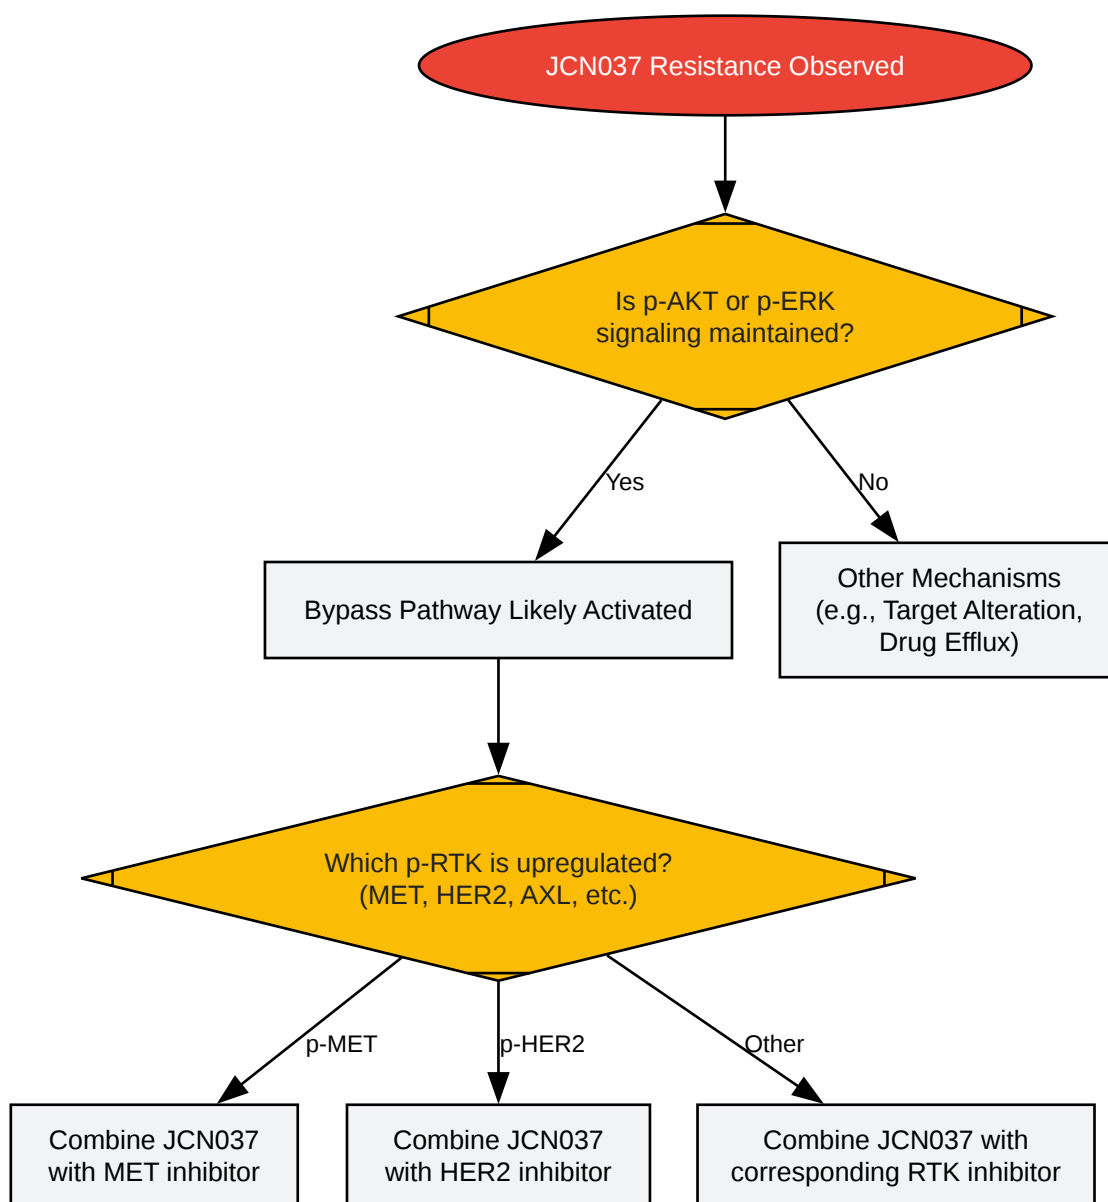 JCN037 Resistance Observed
Is p-AKT or p-ERK
signaling maintained?
Yes
No
Bypass Pathway Likely Activated
Other Mechanisms
(e.g., Target Alteration,
Drug Efflux)
Which p-RTK is upregulated?
(MET, HER2, AXL, etc.)
p-MET
p-HER2
Other
Combine JCN037
with MET inhibitor
Combine JCN037
with HER2 inhibitor
Combine JCN037 with
corresponding RTK inhibitor